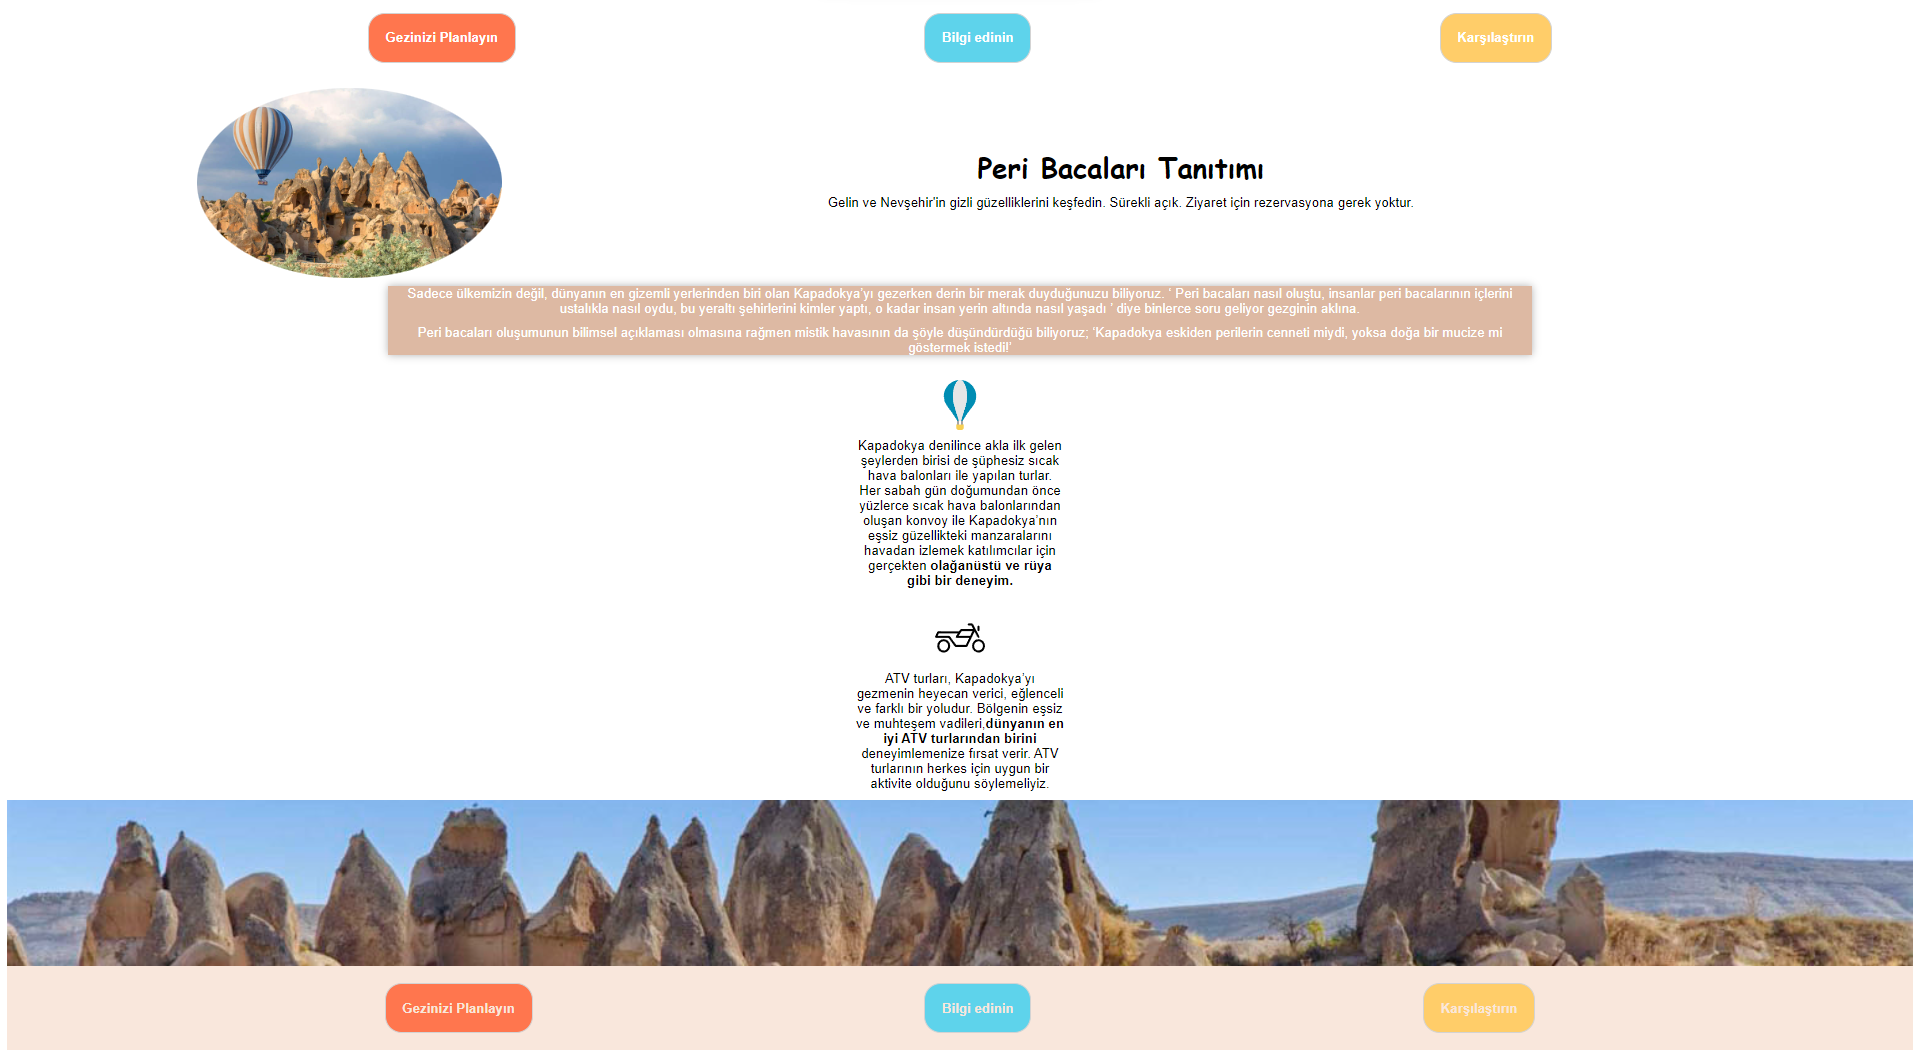 Gezinizi Planlayın
Bilgi edinin
Karşılaştırın
Peri Bacaları Tanıtımı
Gelin ve Nevşehir'in gizli güzelliklerini keşfedin. Sürekli açık. Ziyaret için rezervasyona gerek yoktur.
Sadece ülkemizin değil, dünyanın en gizemli yerlerinden biri olan Kapadokya'yı gezerken derin bir merak duyduğunuzu biliyoruz. ' Peri bacaları nasıl oluştu, insanlar peri bacalarının içlerini
ustalıkla nasıl oydu, bu yeraltı şehirlerini kimler yaptı, o kadar insan yerin altında nasıl yaşadı ' diye binlerce soru geliyor gezginin aklına.
Peri bacaları oluşumunun bilimsel açıklaması olmasına rağmen mistik havasının da şöyle düşündürdüğü biliyoruz; 'Kapadokya eskiden perilerin cenneti miydi, yoksa doğa bir mucize mi
göstermek istedi!'
Kapadokya denilince akla ilk gelen
şeylerden birisi de şüphesiz sıcak
hava balonları ile yapılan turlar.
Her sabah gün doğumundan önce
yüzlerce sıcak hava balonlarından
oluşan konvoy ile Kapadokya'nın
eşsiz güzellikteki manzaralarını
havadan izlemek katılımcılar için
gerçekten olağanüstü ve rüya
gibi bir deneyim.
ATV turları, Kapadokya'yı
gezmenin heyecan verici, eğlenceli
ve farklı bir yoludur. Bölgenin eşsiz
ve muhteşem vadileri,dünyanın en
iyi ATV turlarından birini
deneyimlemenize fırsat verir. ATV
turlarının herkes için uygun bir
aktivite olduğunu söylemeliyiz.
Gezinizi Planlayın
Bilgi edinin
Karşılaştırın